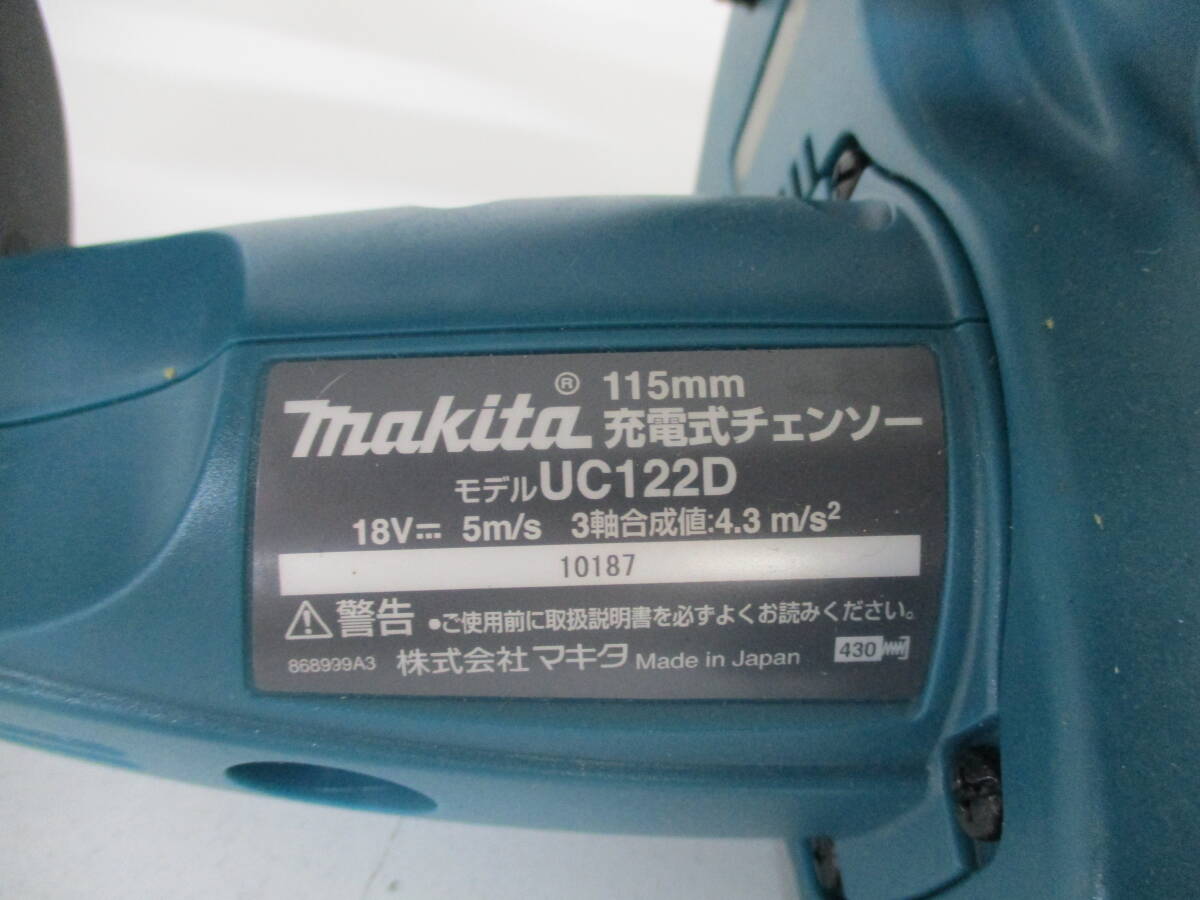 makita® 115mm
充電式チェンソー
モデルUC122D
18V⎓ 5m/s 3軸合成値:4.3 m/s²
10187
⚠警告 •ご使用前に取扱説明書を必ずよくお読みください。
868999A3 株式会社マキタ Made in Japan 430